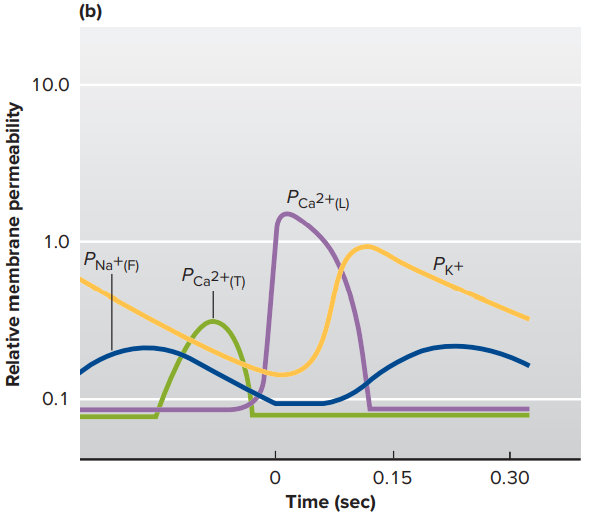 (b)
Relative membrane permeability
10.0
1.0
0.1
PNa+(F)
PCa2+(T)
PCa2+(L)
PK+
0 0.15 0.30
Time (sec)